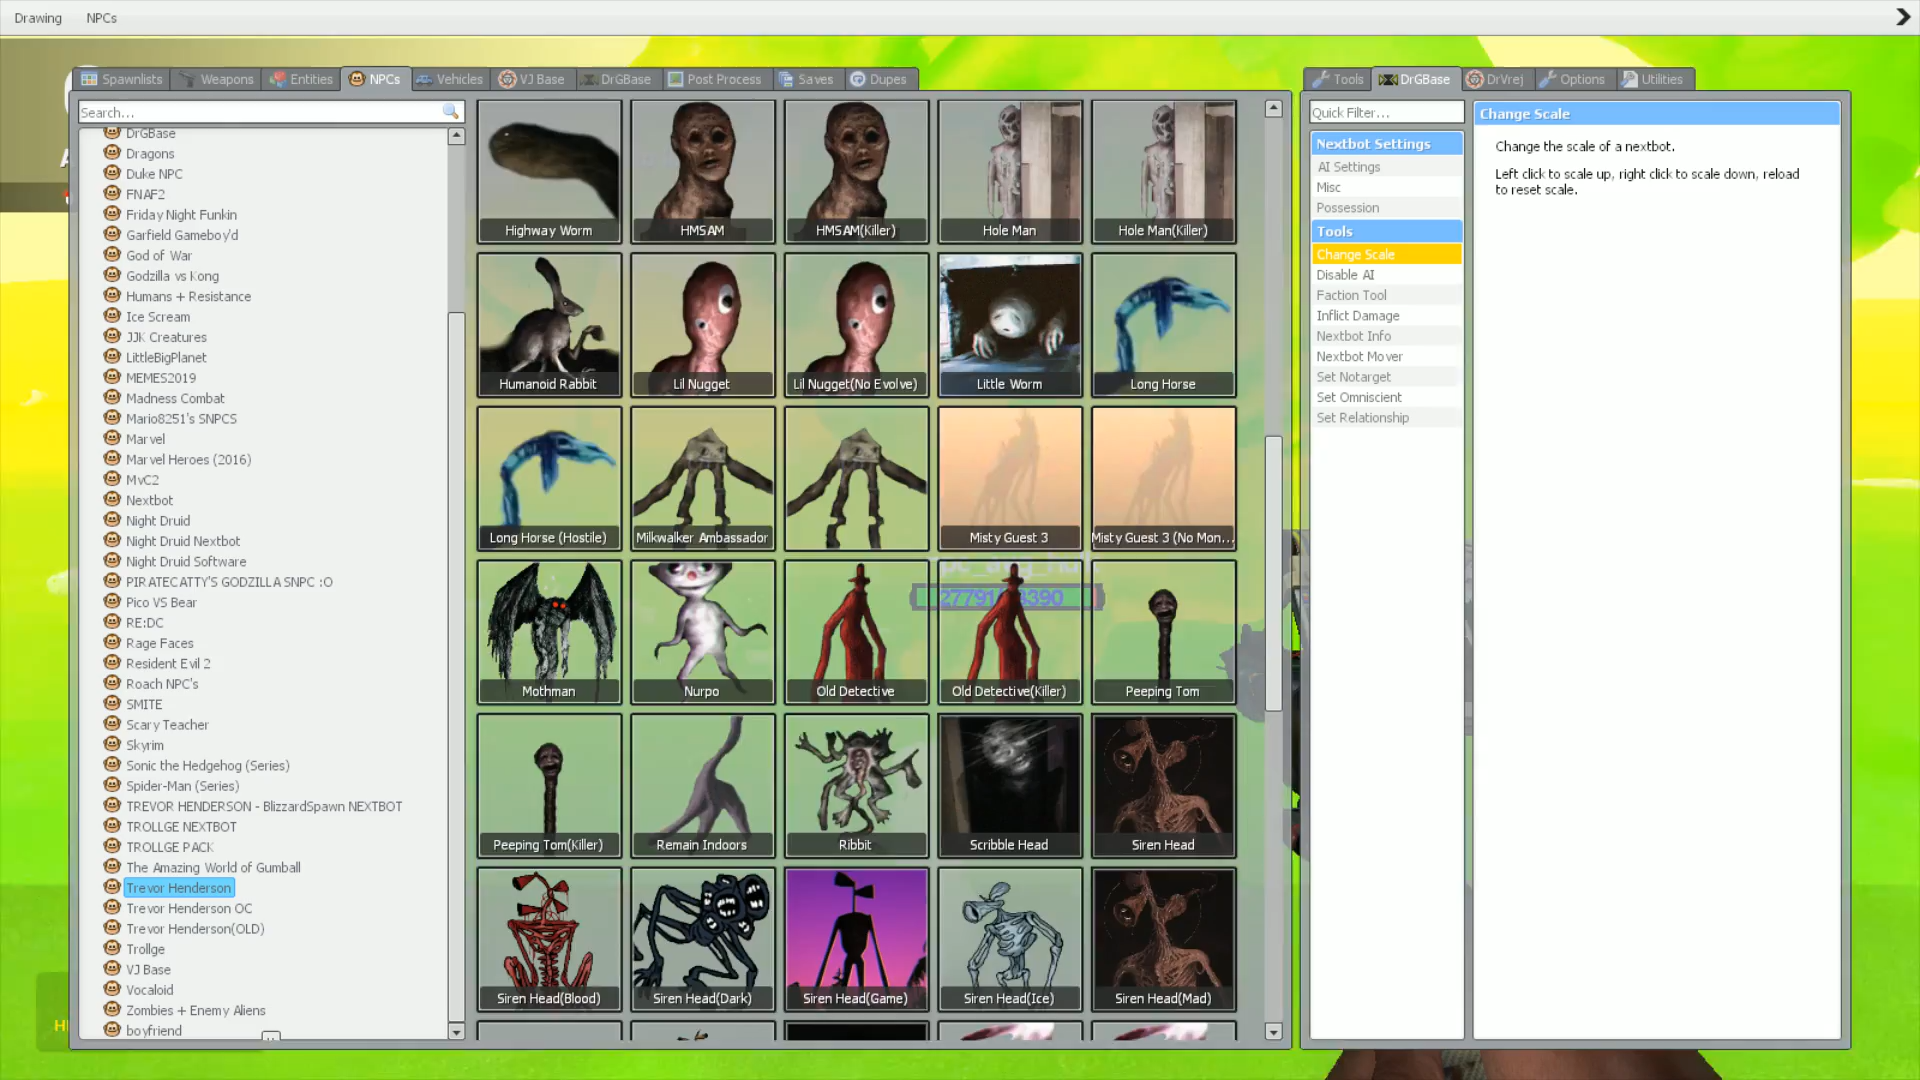 Drawing NPCs
Spawnlists Weapons Entities NPCs Vehicles VJ Base DrGBase Post Process Saves Dupes
Search...
DrGBase
Dragons
Duke NPC
FNAF2
Friday Night Funkin
Garfield Gameboy'd
God of War
Godzilla vs Kong
Humans + Resistance
Ice Scream
JJK Creatures
LittleBigPlanet
MEMES2019
Madness Combat
Mario8251's SNPCS
Marvel
Marvel Heroes (2016)
MvC2
Nextbot
Night Druid
Night Druid Nextbot
Night Druid Software
PIRATECATTY'S GODZILLA SNPC :O
Pico VS Bear
RE:DC
Rage Faces
Resident Evil 2
Roach NPC's
SMITE
Scary Teacher
Skyrim
Sonic the Hedgehog (Series)
Spider-Man (Series)
TREVOR HENDERSON - BlizzardSpawn NEXTBOT
TROLLGE NEXTBOT
TROLLGE PACK
The Amazing World of Gumball
Trevor Henderson
Trevor Henderson OC
Trevor Henderson(OLD)
Trollge
VJ Base
Vocaloid
Zombies + Enemy Aliens
boyfriend
Highway Worm HMSAM HMSAM(Killer) Hole Man Hole Man(Killer)
Humanoid Rabbit Lil Nugget Lil Nugget(No Evolve) Little Worm Long Horse
Long Horse (Hostile) Milkwalker Ambassador Misty Guest 3 Misty Guest 3 (No Mon...
Mothman Nurpo Old Detective Old Detective(Killer) Peeping Tom
Peeping Tom(Killer) Remain Indoors Ribbit Scribble Head Siren Head
Siren Head(Blood) Siren Head(Dark) Siren Head(Game) Siren Head(Ice) Siren Head(Mad)
Tools DrGBase DrVrej Options Utilities
Quick Filter...
Nextbot Settings
AI Settings
Misc
Possession
Tools
Change Scale
Disable AI
Faction Tool
Inflict Damage
Nextbot Info
Nextbot Mover
Set Notarget
Set Omniscient
Set Relationship
Change Scale
Change the scale of a nextbot.
Left click to scale up, right click to scale down, reload
to reset scale.